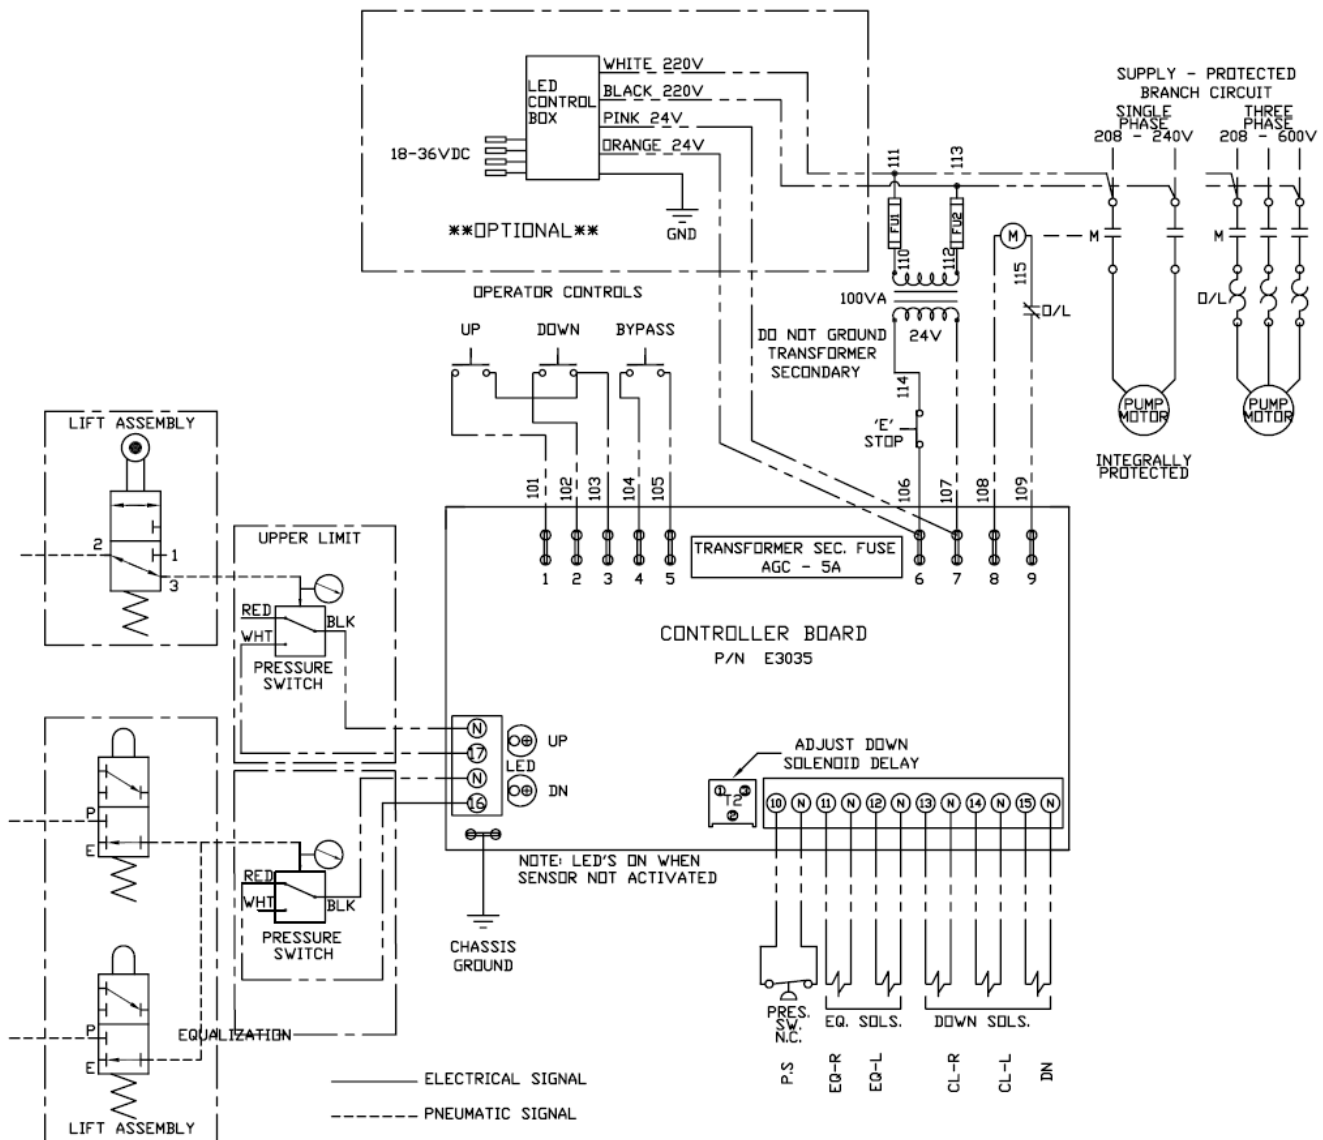 WHITE 220V
BLACK 220V
PINK 24V
ORANGE 24V
LED
CONTROL
BOX
18-36VDC
**OPTIONAL**
GND
SUPPLY - PROTECTED
BRANCH CIRCUIT
SINGLE
PHASE
208 - 240V
THREE
PHASE
208 - 600V
111
113
FU1
FU2
110
112
M
M
M
115
O/L
O/L
100VA
24V
DO NOT GROUND
TRANSFORMER
SECONDARY
114
'E'
STOP
PUMP
MOTOR
PUMP
MOTOR
INTEGRALLY
PROTECTED
OPERATOR CONTROLS
UP
DOWN
BYPASS
101
102
103
104
105
106
107
108
109
1
2
3
4
5
TRANSFORMER SEC. FUSE
AGC - 5A
6
7
8
9
CONTROLLER BOARD
P/N E3035
LIFT ASSEMBLY
2
1
3
UPPER LIMIT
RED
WHT
BLK
PRESSURE
SWITCH
N
17
N
16
LED
UP
DN
ADJUST DOWN
SOLENOID DELAY
1
3
T2
2
10
N
11
N
12
N
13
N
14
N
15
N
NOTE: LED'S ON WHEN
SENSOR NOT ACTIVATED
CHASSIS
GROUND
P
E
RED
WHT
BLK
PRESSURE
SWITCH
P
E
EQUALIZATION
LIFT ASSEMBLY
PRES.
SW.
N.C.
EQ. SOLS.
DOWN SOLS.
P.S
EQ-R
EQ-L
CL-R
CL-L
DN
ELECTRICAL SIGNAL
PNEUMATIC SIGNAL